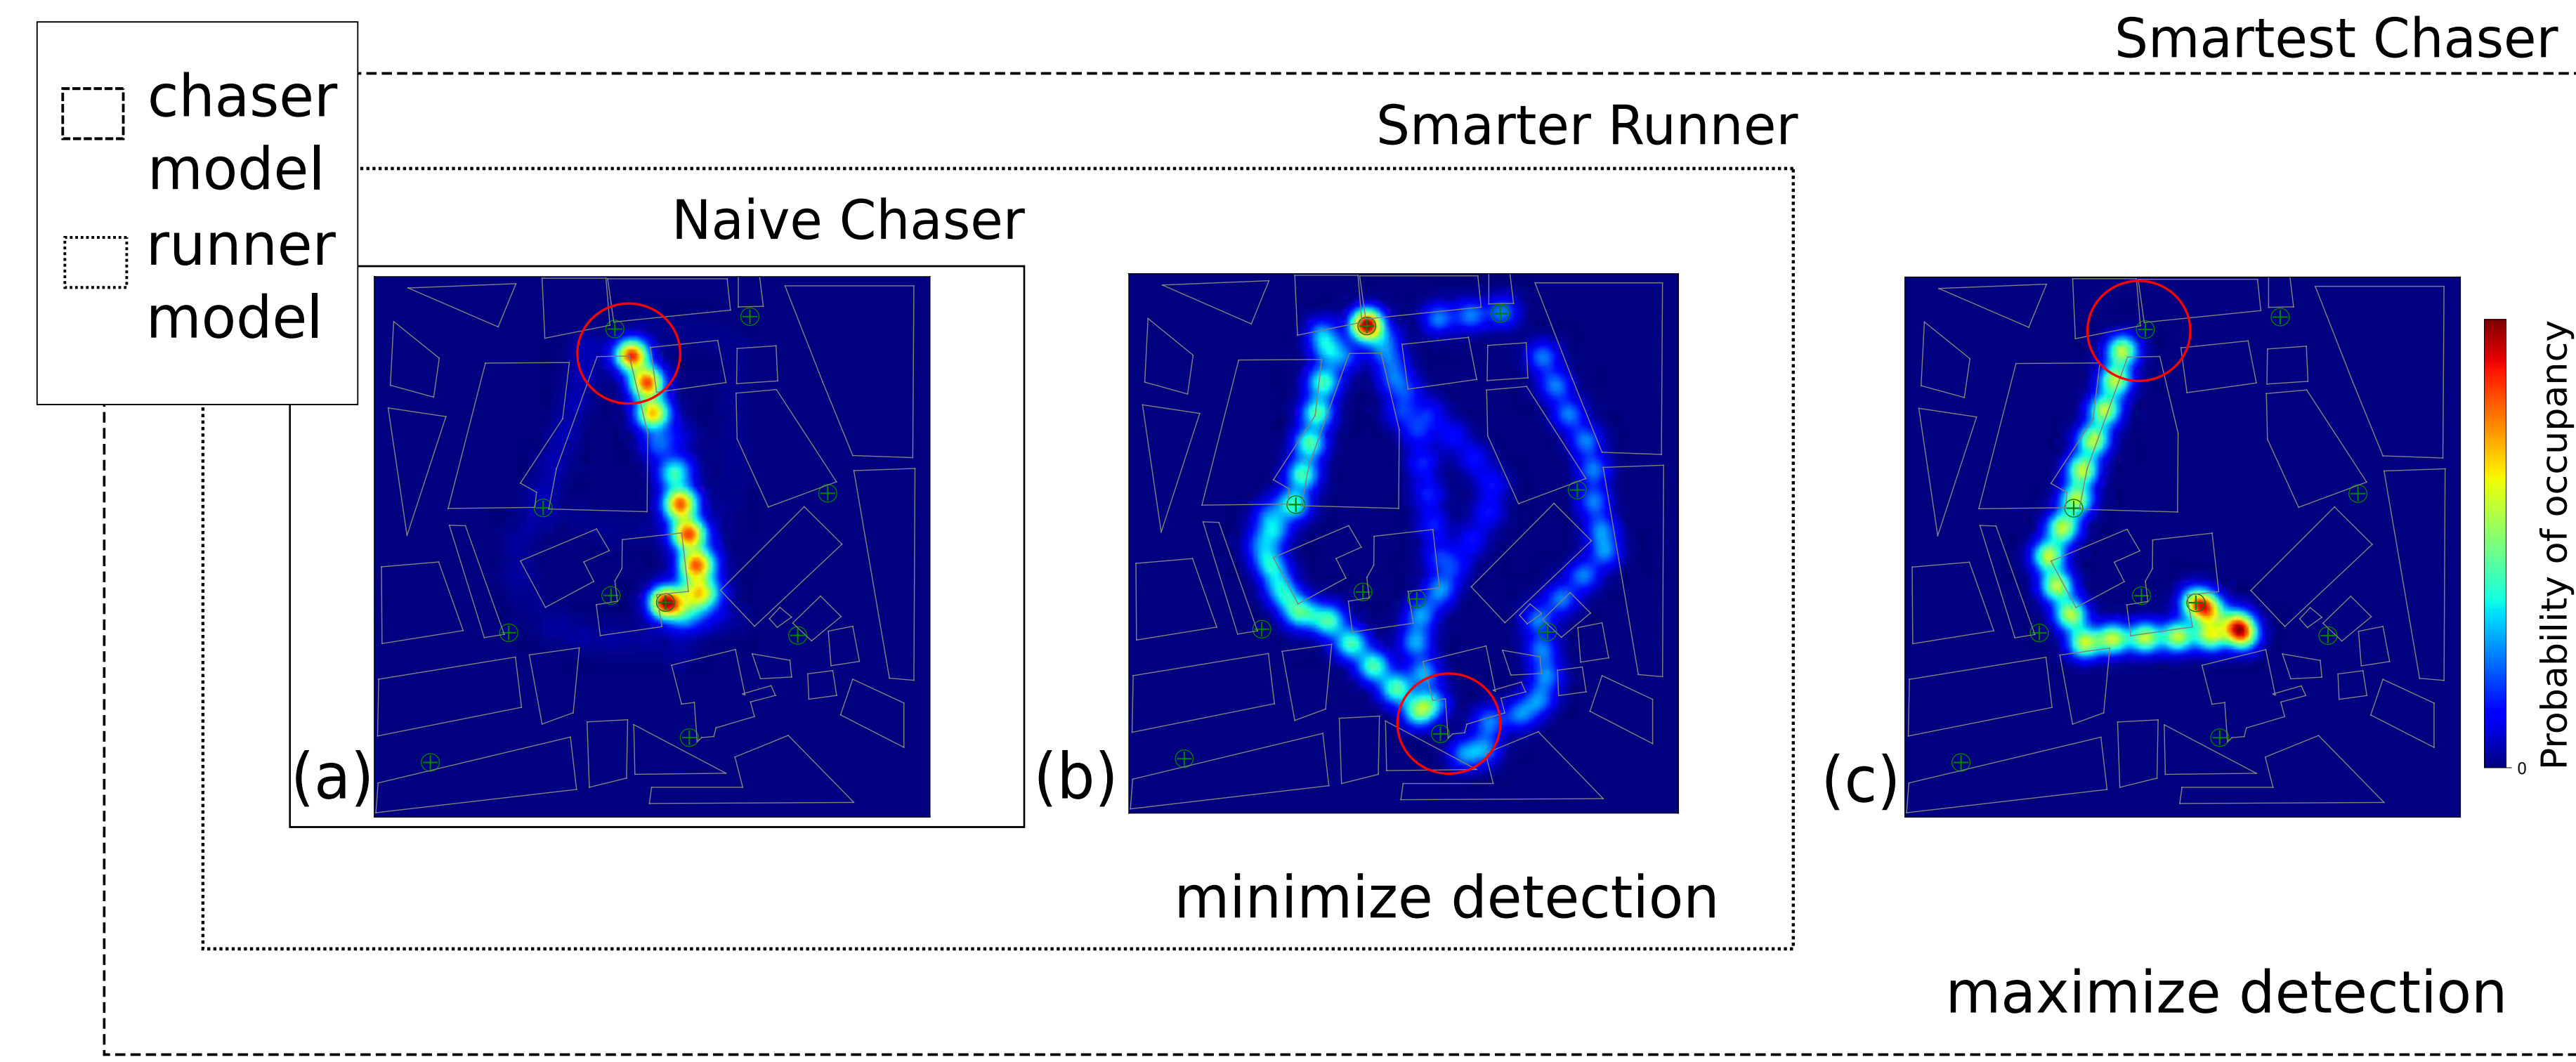 Smartest Chaser
chaser
model
runner
model
Smarter Runner
Naive Chaser
(a)
(b)
(c)
Probability of occupancy
0
minimize detection
maximize detection